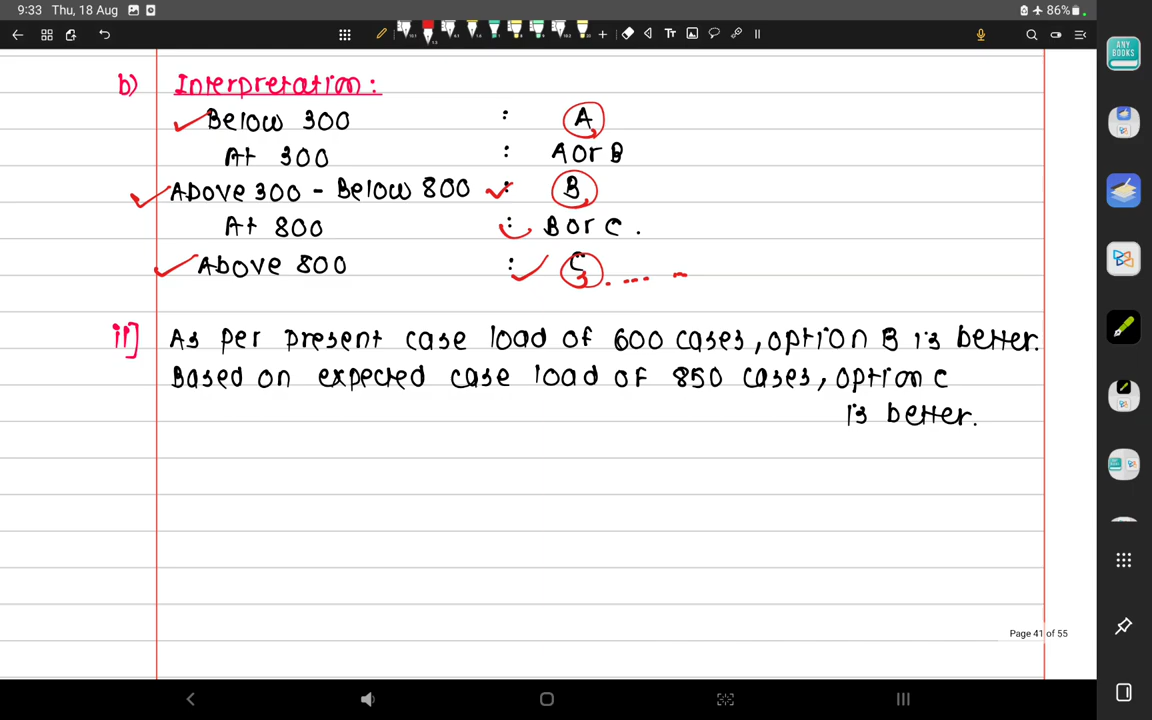 9:33 Thu, 18 Aug 86%
b) Interpretation:
Below 300 : A
At 300 : A or B
Above 300 - Below 800 : B
At 800 : B or C.
Above 800 : C
ii] As per present case load of 600 cases, option B is better.
Based on expected case load of 850 cases, option C
is better.
Page 41 of 55
ANY BOOKS